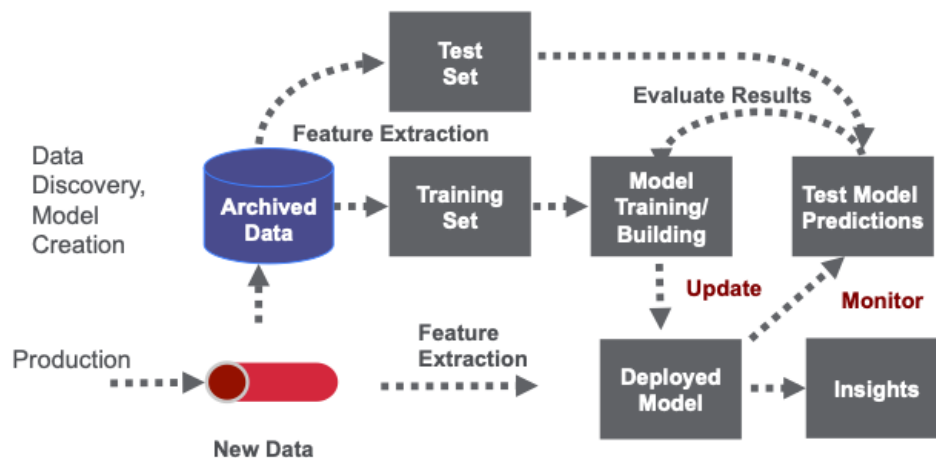 Test
Set
Evaluate Results
Feature Extraction
Data
Discovery,
Model
Creation
Archived
Data
Training
Set
Model
Training/
Building
Test Model
Predictions
Update
Monitor
Production
Feature
Extraction
Deployed
Model
Insights
New Data